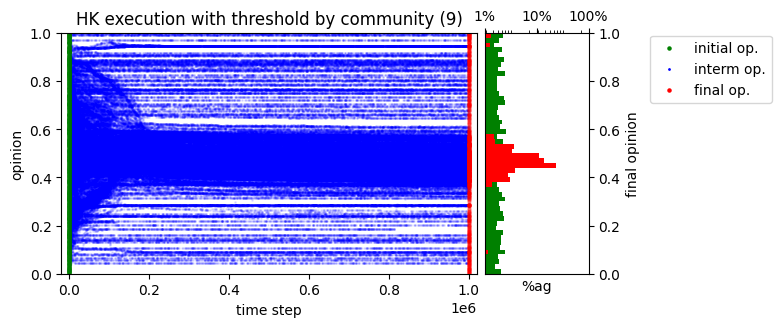 HK execution with threshold by community (9)
1% 10% 100%
initial op.
interm op.
final op.
1.0 1.0
0.8 0.8
0.6 0.6
0.4 0.4
0.2 0.2
0.0 0.0
opinion
final opinion
0.0 0.2 0.4 0.6 0.8 1.0
1e6
time step
%ag